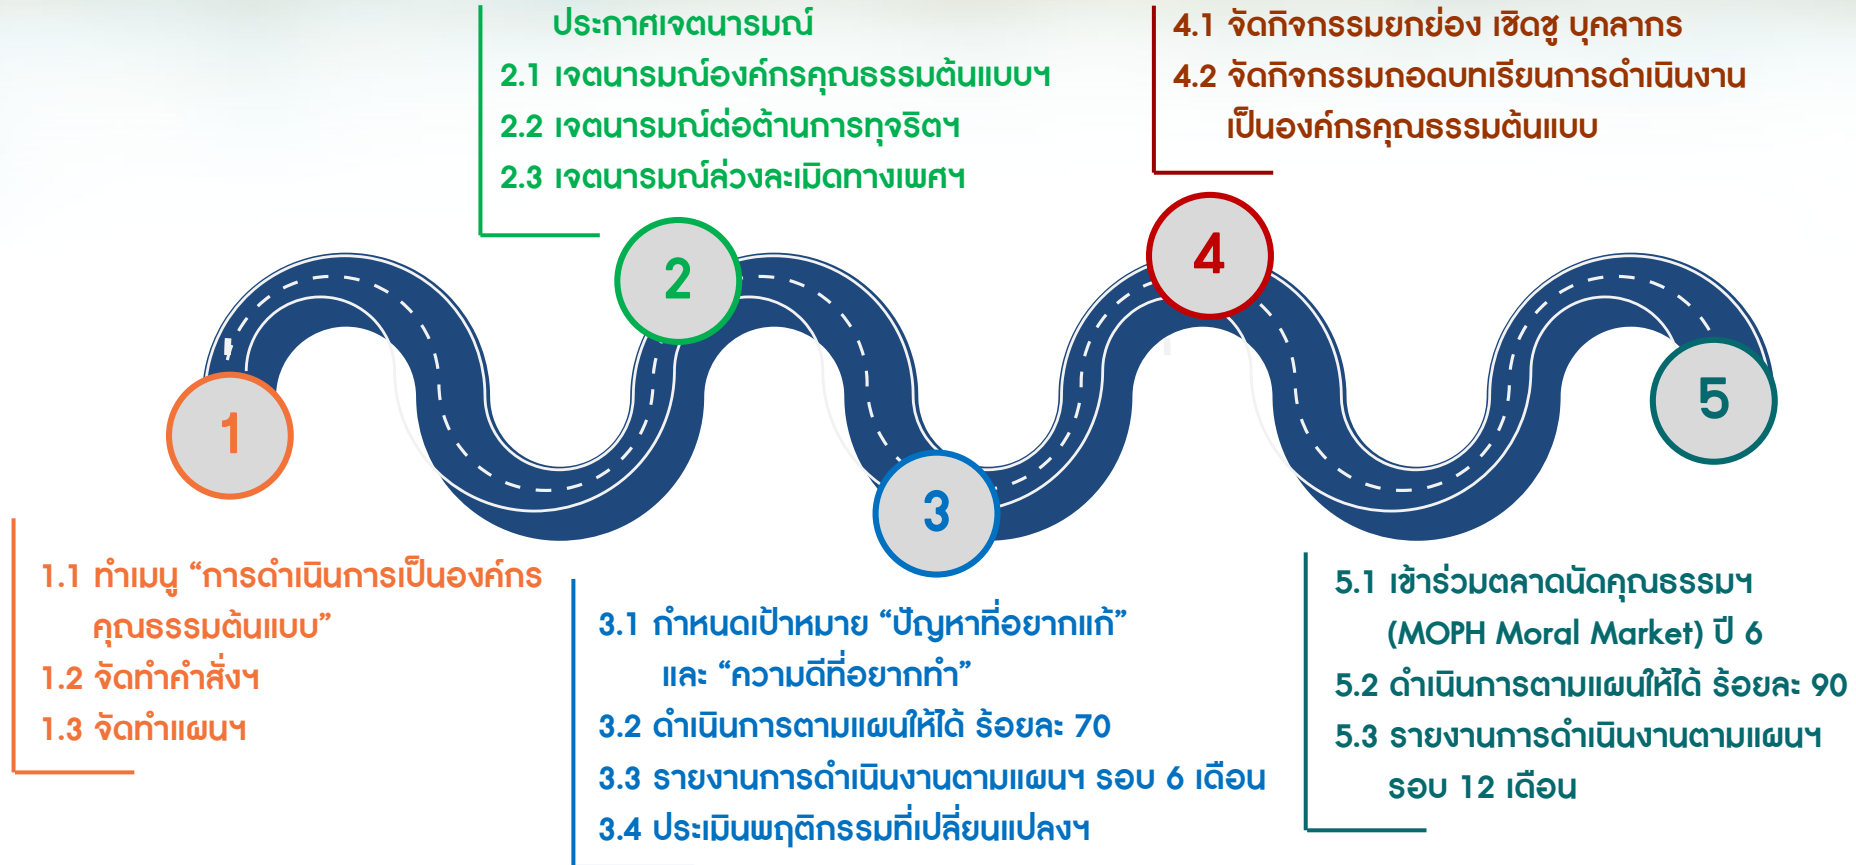 ประกาศเจตนารมณ์
2.1 เจตนารมณ์องค์กรคุณธรรมต้นแบบฯ
2.2 เจตนารมณ์ต่อต้านการทุจริตฯ
2.3 เจตนารมณ์ล่วงละเมิดทางเพศฯ
4.1 จัดกิจกรรมยกย่อง เชิดชู บุคลากร
4.2 จัดกิจกรรมถอดบทเรียนการดำเนินงาน
เป็นองค์กรคุณธรรมต้นแบบ
1
2
3
4
5
1.1 ทำเมนู “การดำเนินการเป็นองค์กร
คุณธรรมต้นแบบ”
1.2 จัดทำคำสั่งฯ
1.3 จัดทำแผนฯ
3.1 กำหนดเป้าหมาย “ปัญหาที่อยากแก้”
และ “ความดีที่อยากทำ”
3.2 ดำเนินการตามแผนให้ได้ ร้อยละ 70
3.3 รายงานการดำเนินงานตามแผนฯ รอบ 6 เดือน
3.4 ประเมินพฤติกรรมที่เปลี่ยนแปลงฯ
5.1 เข้าร่วมตลาดนัดคุณธรรมฯ
(MOPH Moral Market) ปี 6
5.2 ดำเนินการตามแผนให้ได้ ร้อยละ 90
5.3 รายงานการดำเนินงานตามแผนฯ
รอบ 12 เดือน